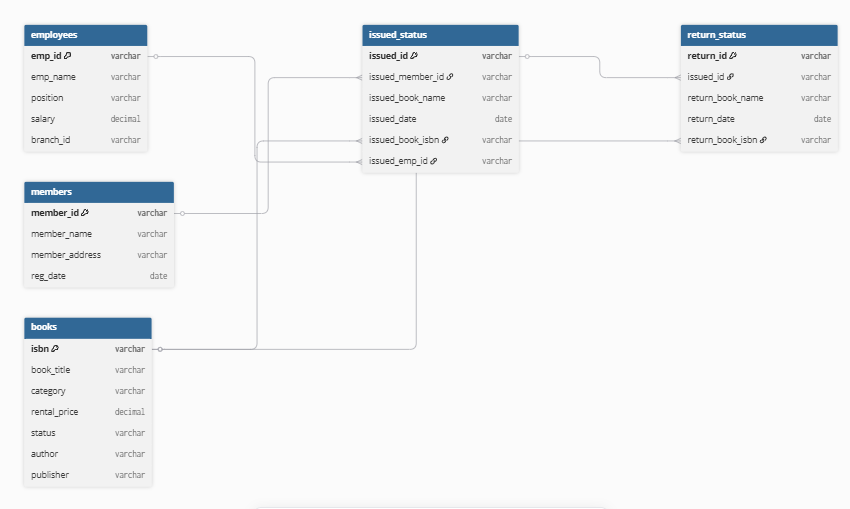 employees
emp_id varchar
emp_name varchar
position varchar
salary decimal
branch_id varchar
members
member_id varchar
member_name varchar
member_address varchar
reg_date date
books
isbn varchar
book_title varchar
category varchar
rental_price decimal
status varchar
author varchar
publisher varchar
issued_status
issued_id varchar
issued_member_id varchar
issued_book_name varchar
issued_date date
issued_book_isbn varchar
issued_emp_id varchar
return_status
return_id varchar
issued_id varchar
return_book_name varchar
return_date date
return_book_isbn varchar